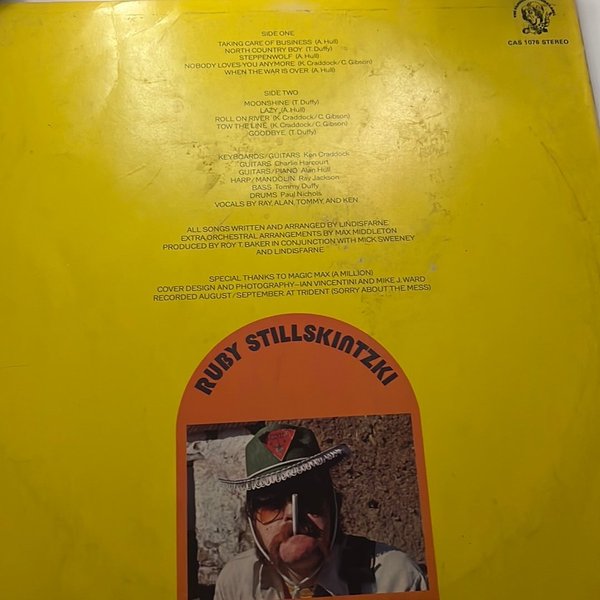 CAS 1076 STEREO
SIDE ONE
TAKING CARE OF BUSINESS (A. Hull)
NORTH COUNTRY BOY (T. Duffy)
STEPPENWOLF (A. Hull)
NOBODY LOVES YOU ANYMORE (K. Craddock/C. Gibson)
WHEN THE WAR IS OVER (A. Hull)
SIDE TWO
MOONSHINE (T. Duffy)
LAZY (A. Hull)
ROLL ON RIVER (K. Craddock/C. Gibson)
TOW THE LINE (K. Craddock/C. Gibson)
GOODBYE (T. Duffy)
KEYBOARDS/GUITARS Ken Craddock
GUITARS Charlie Harcourt
GUITARS/PIANO Alan Hull
HARP/MANDOLIN Ray Jackson
BASS Tommy Duffy
DRUMS Paul Nichols
VOCALS BY RAY, ALAN, TOMMY, AND KEN
ALL SONGS WRITTEN AND ARRANGED BY LINDISFARNE
EXTRA ORCHESTRAL ARRANGEMENTS BY MAX MIDDLETON
PRODUCED BY ROY T. BAKER IN CONJUNCTION WITH MICK SWEENEY
AND LINDISFARNE
SPECIAL THANKS TO MAGIC MAX (A MILLION)
COVER DESIGN AND PHOTOGRAPHY—IAN VINCENTINI AND MIKE J. WARD
RECORDED AUGUST/SEPTEMBER AT TRIDENT (SORRY ABOUT THE MESS)
RUBY STILLSKINTZKI